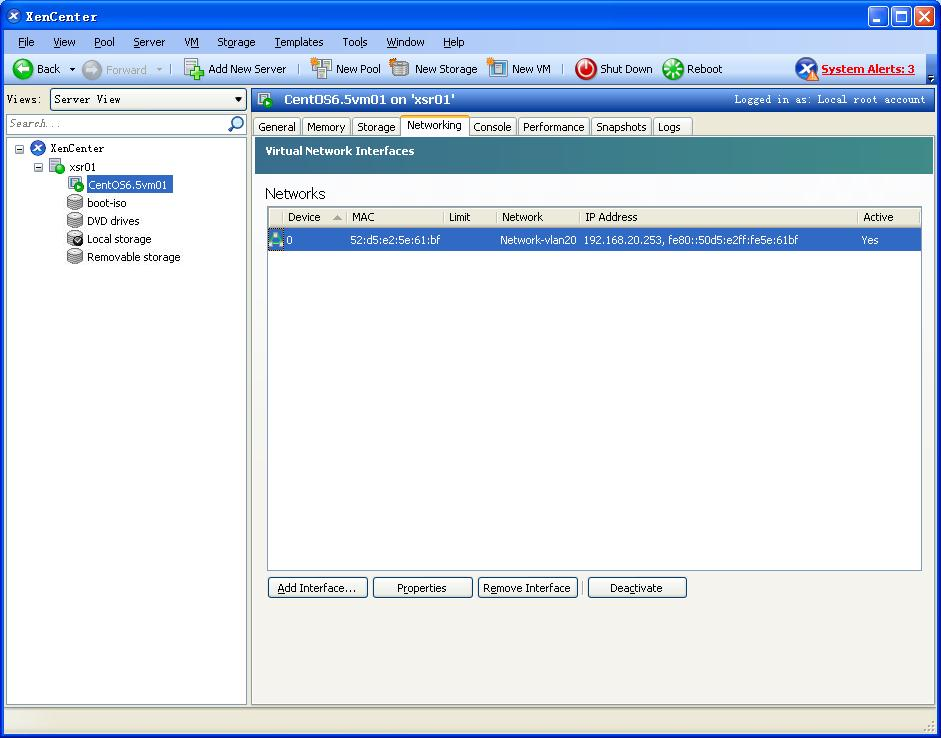 XenCenter
File View Pool Server VM Storage Templates Tools Window Help
Back Forward Add New Server New Pool New Storage New VM Shut Down Reboot System Alerts: 3
Views: Server View
CentOS6.5vm01 on 'xsr01' Logged in as: Local root account
Search...
General Memory Storage Networking Console Performance Snapshots Logs
XenCenter
xsr01
CentOS6.5vm01
boot-iso
DVD drives
Local storage
Removable storage
Virtual Network Interfaces
Networks
Device MAC Limit Network IP Address Active
0 52:d5:e2:5e:61:bf Network-vlan20 192.168.20.253, fe80::50d5:e2ff:fe5e:61bf Yes
Add Interface... Properties Remove Interface Deactivate